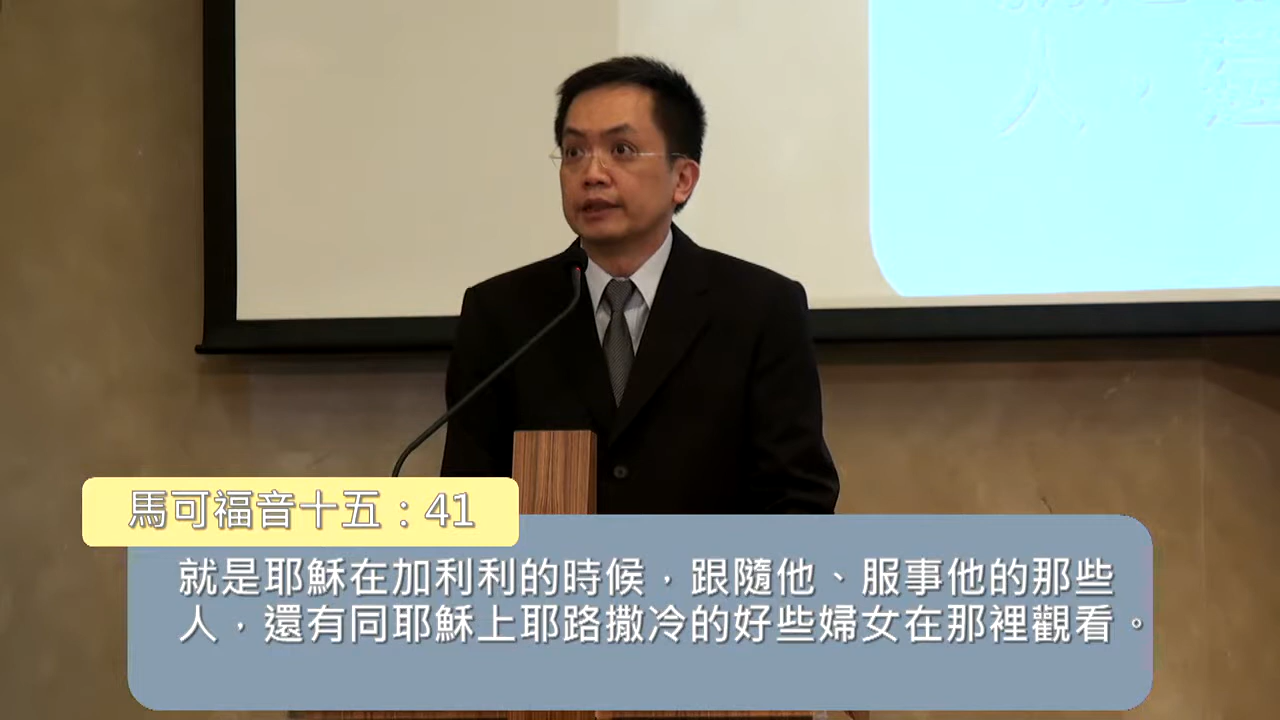 人，還
馬可福音十五：41
就是耶穌在加利利的時候，跟隨他、服事他的那些
人，還有同耶穌上耶路撒冷的好些婦女在那裡觀看。